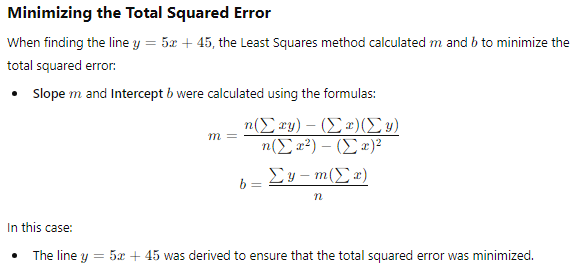 Minimizing the Total Squared Error
When finding the line y = 5x + 45, the Least Squares method calculated m and b to minimize the
total squared error:
• Slope m and Intercept b were calculated using the formulas:
m = \frac{n(\sum xy) - (\sum x)(\sum y)}{n(\sum x^2) - (\sum x)^2}
b = \frac{\sum y - m(\sum x)}{n}
In this case:
• The line y = 5x + 45 was derived to ensure that the total squared error was minimized.